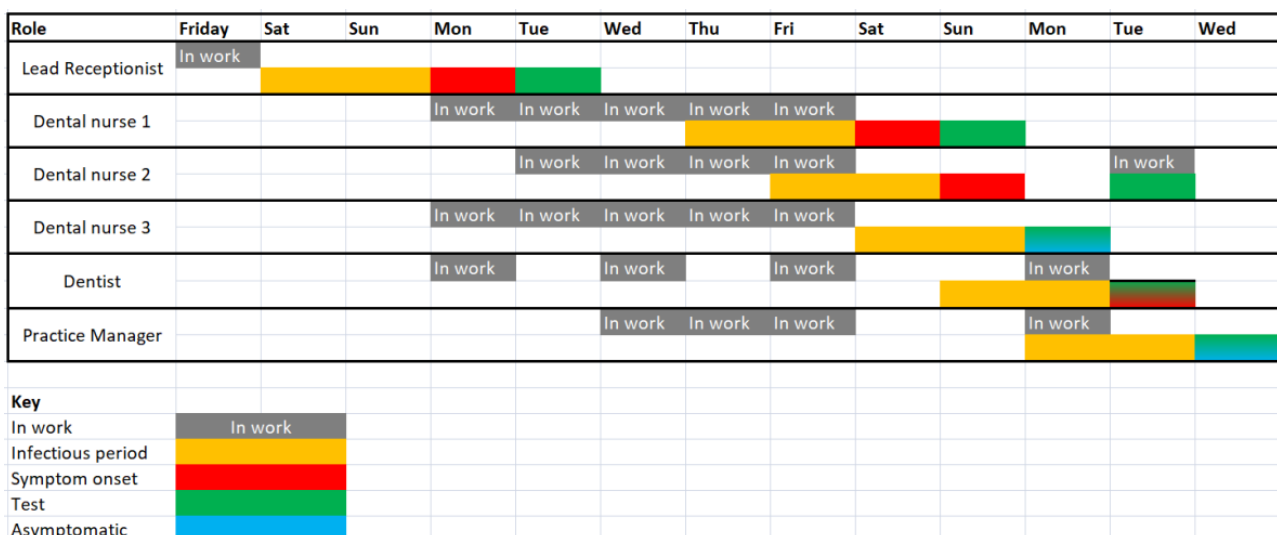 Role Friday Sat Sun Mon Tue Wed Thu Fri Sat Sun Mon Tue Wed
Lead Receptionist In work
Dental nurse 1 In work In work In work In work In work
Dental nurse 2 In work In work In work In work In work
Dental nurse 3 In work In work In work In work In work
Dentist In work In work In work In work
Practice Manager In work In work In work In work
Key
In work In work
Infectious period
Symptom onset
Test
Asymptomatic